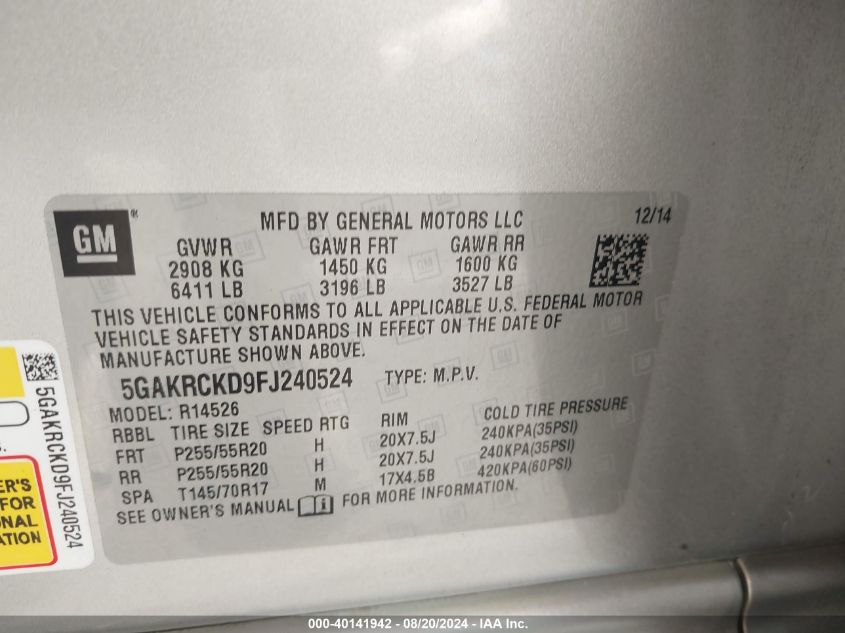 GM ®
MFD BY GENERAL MOTORS LLC 12/14
GVWR GAWR FRT GAWR RR
2908 KG 1450 KG 1600 KG
6411 LB 3196 LB 3527 LB
THIS VEHICLE CONFORMS TO ALL APPLICABLE U.S. FEDERAL MOTOR
VEHICLE SAFETY STANDARDS IN EFFECT ON THE DATE OF
MANUFACTURE SHOWN ABOVE.
5GAKRCKD9FJ240524 TYPE: M.P.V.
MODEL: R14526
RBBL TIRE SIZE SPEED RTG RIM COLD TIRE PRESSURE
FRT P255/55R20 H 20X7.5J 240KPA(35PSI)
RR P255/55R20 H 20X7.5J 240KPA(35PSI)
SPA T145/70R17 M 17X4.5B 420KPA(60PSI)
SEE OWNER'S MANUAL FOR MORE INFORMATION.
5GAKRCKD9FJ240524
ER'S
FOR
NAL
ATION
000-40141942 - 08/20/2024 - IAA Inc.